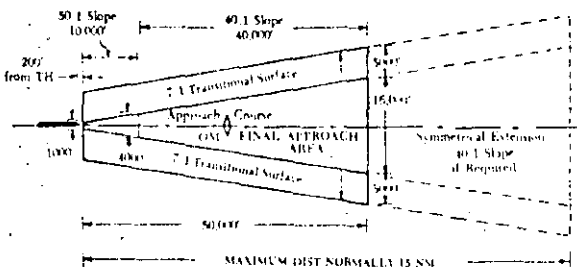 50:1 Slope
10,000'
40:1 Slope
40,000'
200'
from TH
7:1 Transitional Surface
5000'
Approach Course
16,000'
1000'
OM
FINAL APPROACH
AREA
4000'
7:1 Transitional Surface
5000'
Symmetrical Extension
40:1 Slope
if Required
50,000'
MAXIMUM DIST NORMALLY 15 NM